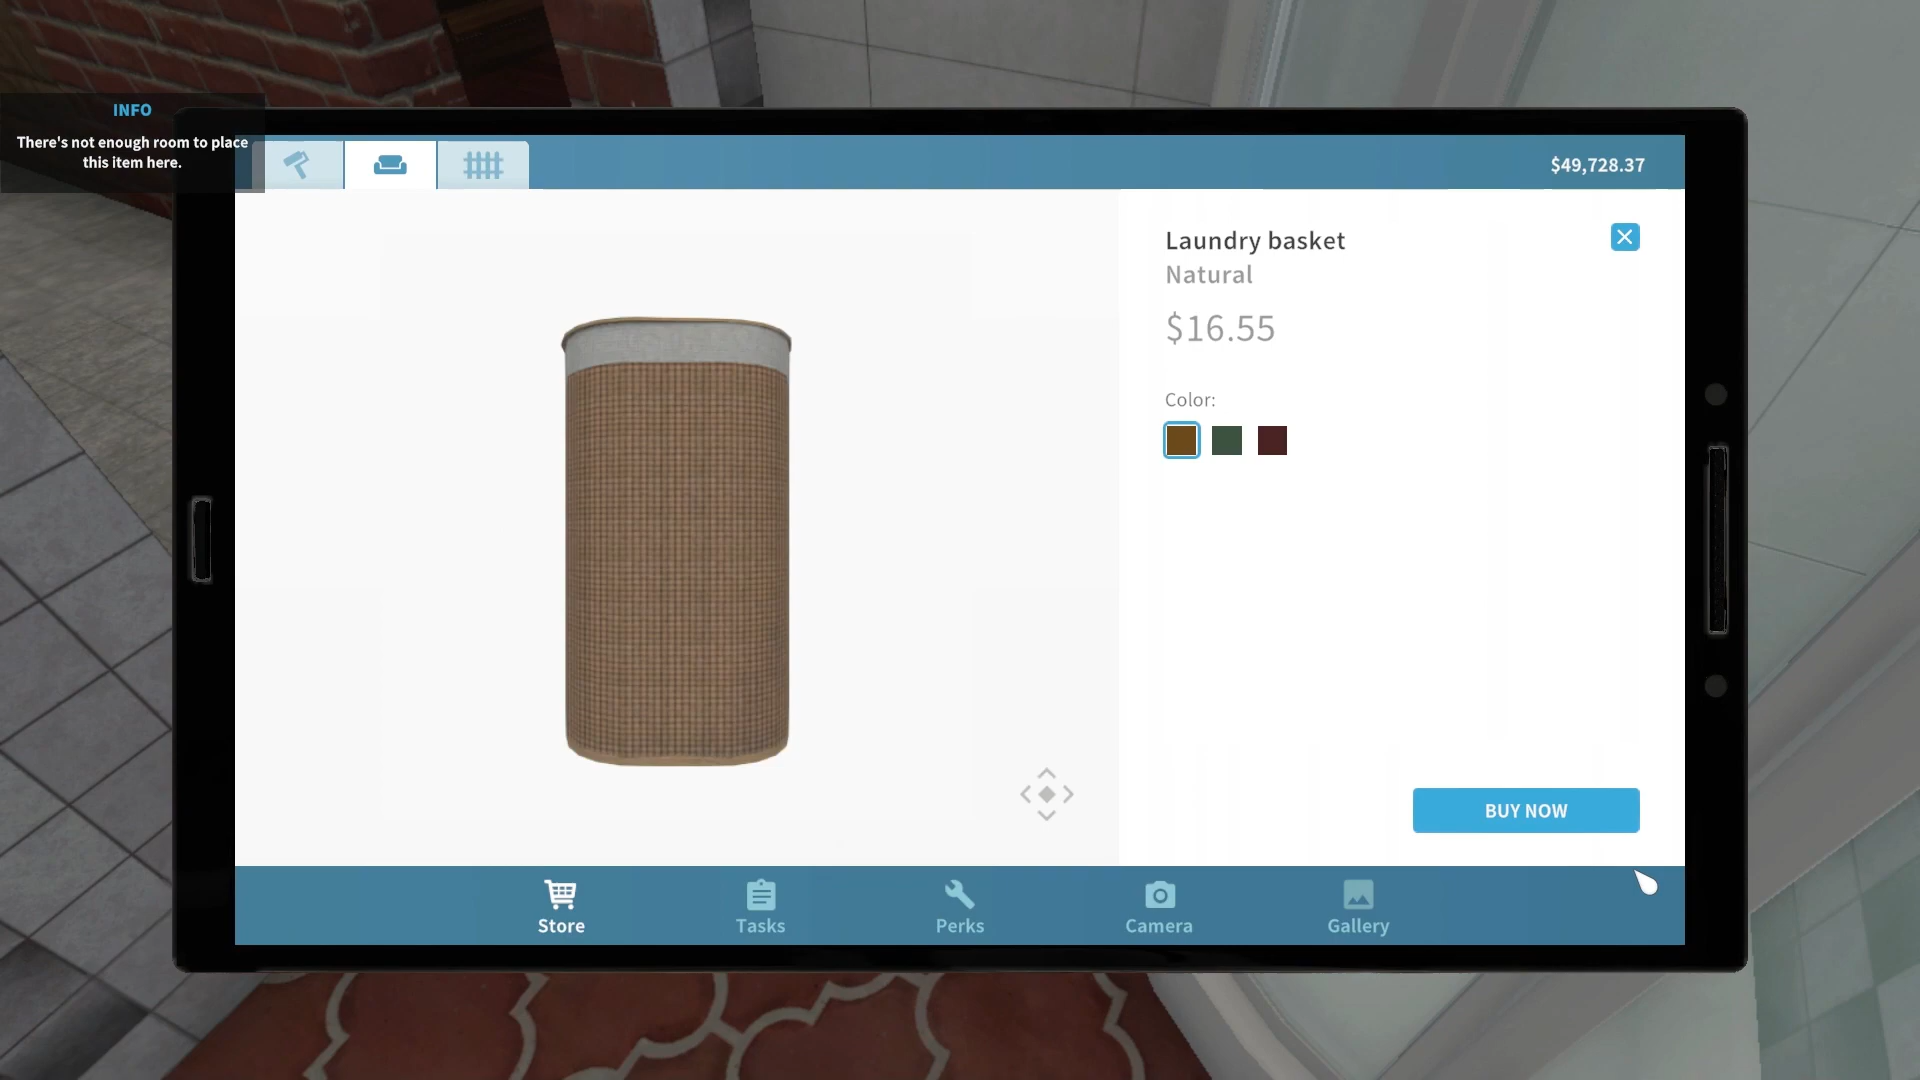 INFO
There's not enough room to place
this item here.
$49,728.37
Laundry basket
Natural
$16.55
Color:
BUY NOW
Store
Tasks
Perks
Camera
Gallery